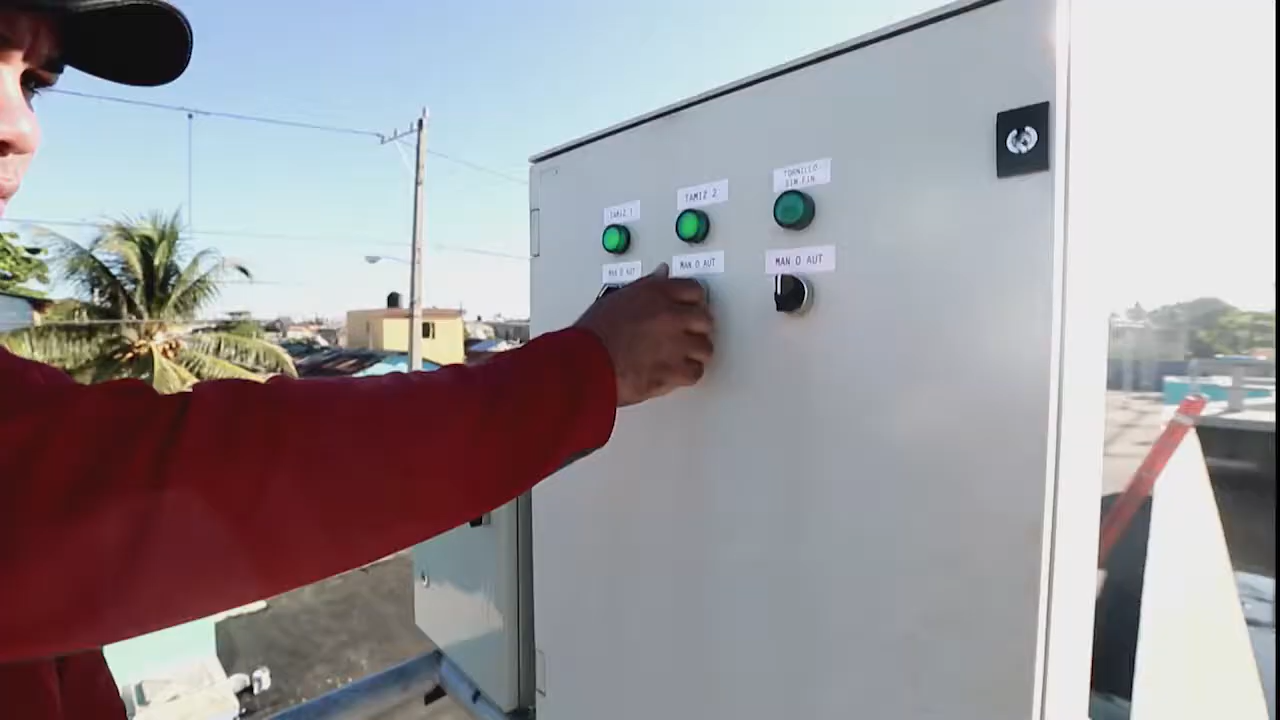 TAMIZ 1
TAMIZ 2
TORNILLO
SIN FIN
MAN O AUT
MAN O AUT
MAN O AUT